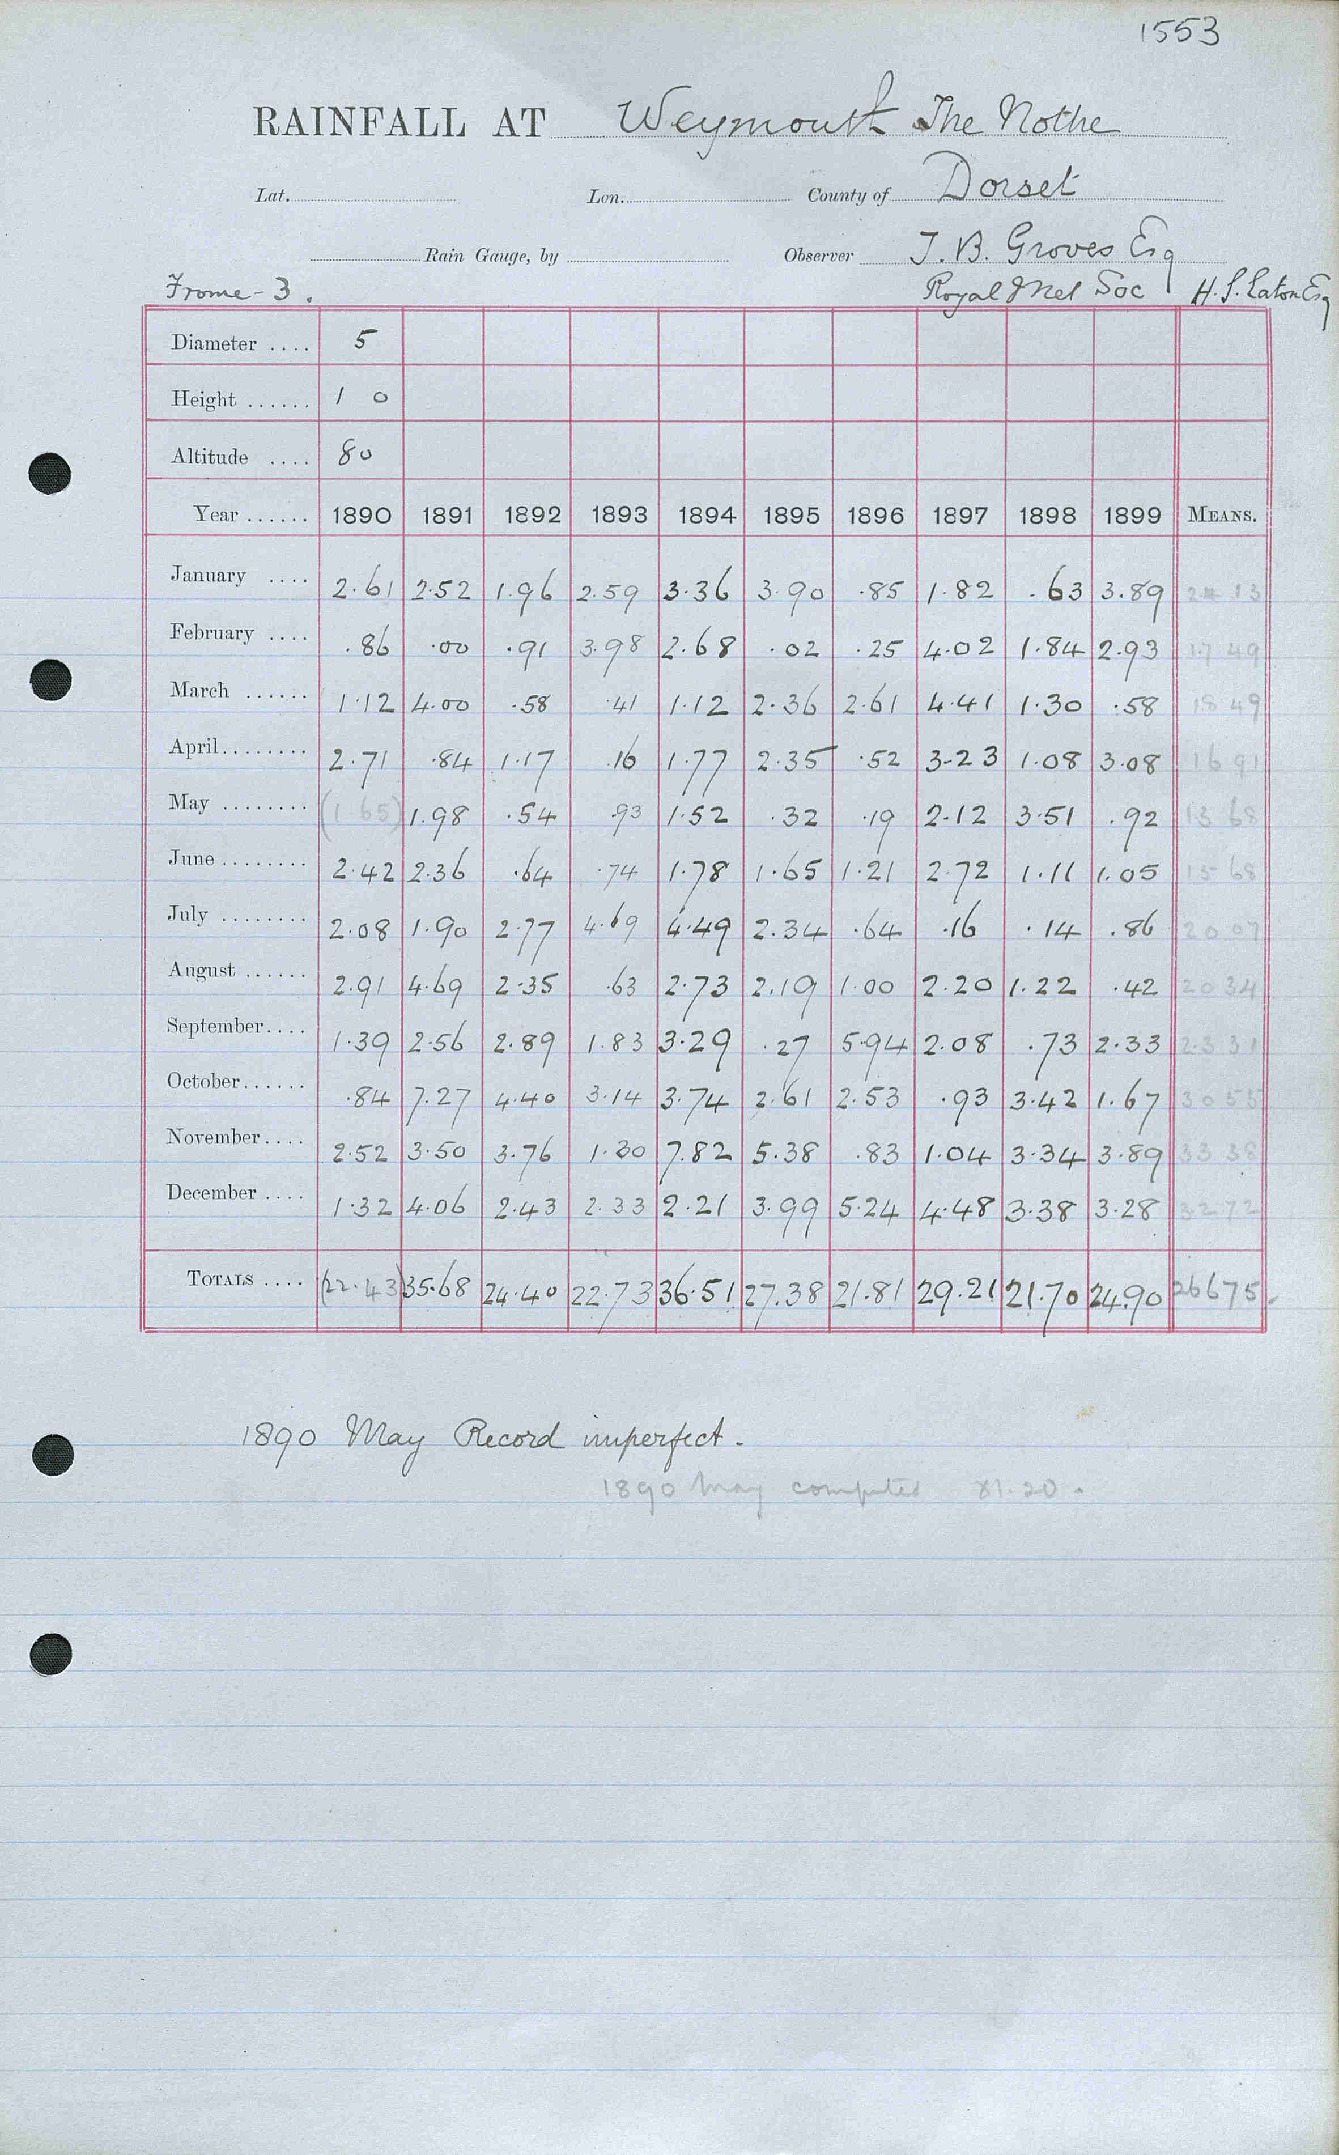 1553
RAINFALL AT Weymouth The Nothe
Lat. Lon. County of Dorset
Rain Gauge, by Observer T. B. Groves Esq
Frome - 3. Royal Met Soc H. S. Eaton Esq
Diameter .... 5
Height ...... 1 0
Altitude .... 80
Year ...... 1890 1891 1892 1893 1894 1895 1896 1897 1898 1899 MEANS.
January .... 2.61 2.52 1.96 2.59 3.36 3.90 .85 1.82 .63 3.89 24 13
February .... .86 .00 .91 3.98 2.68 .02 .25 4.02 1.84 2.93 17 49
March ...... 1.12 4.00 .58 .41 1.12 2.36 2.61 4.41 1.30 .58 18 49
April........ 2.71 .84 1.17 .16 1.77 2.35 .52 3.23 1.08 3.08 16 91
May ........ (1.65) 1.98 .54 .93 1.52 .32 .19 2.12 3.51 .92 13 68
June ........ 2.42 2.36 .64 .74 1.78 1.65 1.21 2.72 1.11 1.05 15 68
July ........ 2.08 1.90 2.77 4.69 4.49 2.34 .64 .16 .14 .86 20 07
August ...... 2.91 4.69 2.35 .63 2.73 2.19 1.00 2.20 1.22 .42 20 34
September.... 1.39 2.56 2.89 1.83 3.29 .27 5.94 2.08 .73 2.33 23 31
October...... .84 7.27 4.40 3.14 3.74 2.61 2.53 .93 3.42 1.67 30 55
November.... 2.52 3.50 3.76 1.30 7.82 5.38 .83 1.04 3.34 3.89 33 38
December .... 1.32 4.06 2.43 2.33 2.21 3.99 5.24 4.48 3.38 3.28 32 72
TOTALS .... (22.43) 35.68 24.40 22.73 36.51 27.38 21.81 29.21 21.70 24.90 266 75
1890 May Record imperfect.
1890 May computed 1.20.